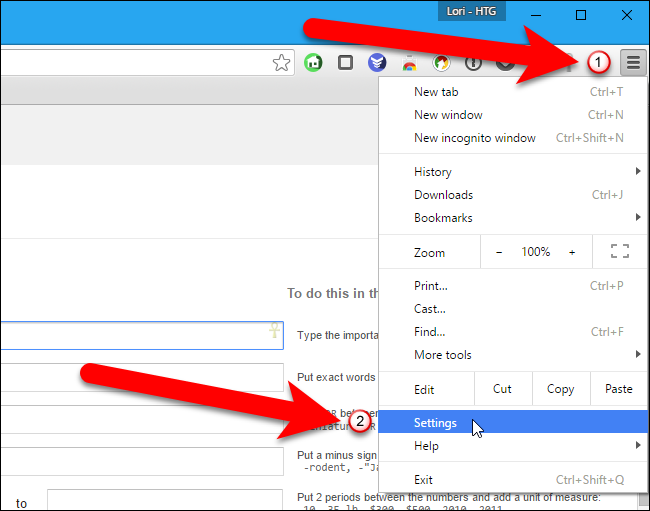 Lori - HTG
1
New tab Ctrl+T
New window Ctrl+N
New incognito window Ctrl+Shift+N
History
Downloads Ctrl+J
Bookmarks
Zoom − 100% +
To do this in th
Print... Ctrl+P
Cast...
Type the importa
Find... Ctrl+F
More tools
Put exact words
Edit Cut Copy Paste
2
Settings
Help
Put a minus sign
-rodent, -"Ja
Exit Ctrl+Shift+Q
to
Put 2 periods between the numbers and add a unit of measure:
10..35 lb, $300..$500, 2010..2011